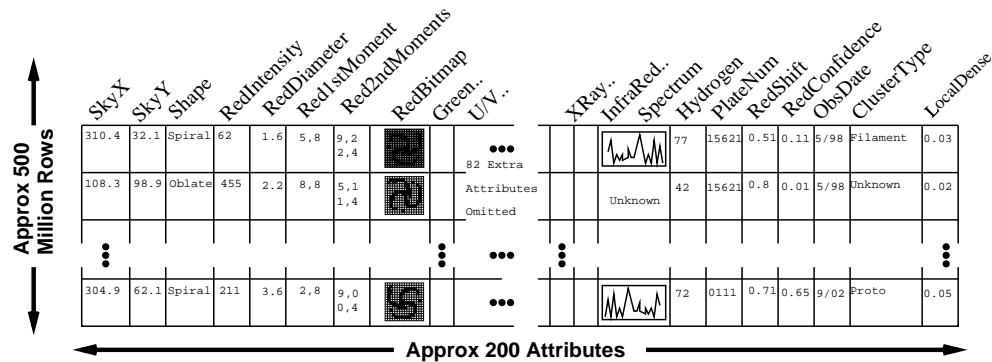 SkyX SkyY Shape RedIntensity RedDiameter Red1stMoment Red2ndMoments RedBitmap Green.. U/V.. XRay.. InfraRed.. Spectrum Hydrogen PlateNum RedShift RedConfidence ObsDate ClusterType LocalDense
Approx 500
Million Rows
310.4 32.1 Spiral 62 1.6 5,8 9,2 ••• 77 15621 0.51 0.11 5/98 Filament 0.03
2,4
82 Extra
108.3 98.9 Oblate 455 2.2 8,8 5,1 Attributes 42 15621 0.8 0.01 5/98 Unknown 0.02
1,4 Unknown
Omitted
•••
304.9 62.1 Spiral 211 3.6 2,8 9,0 ••• 72 0111 0.71 0.65 9/02 Proto 0.05
0,4
Approx 200 Attributes